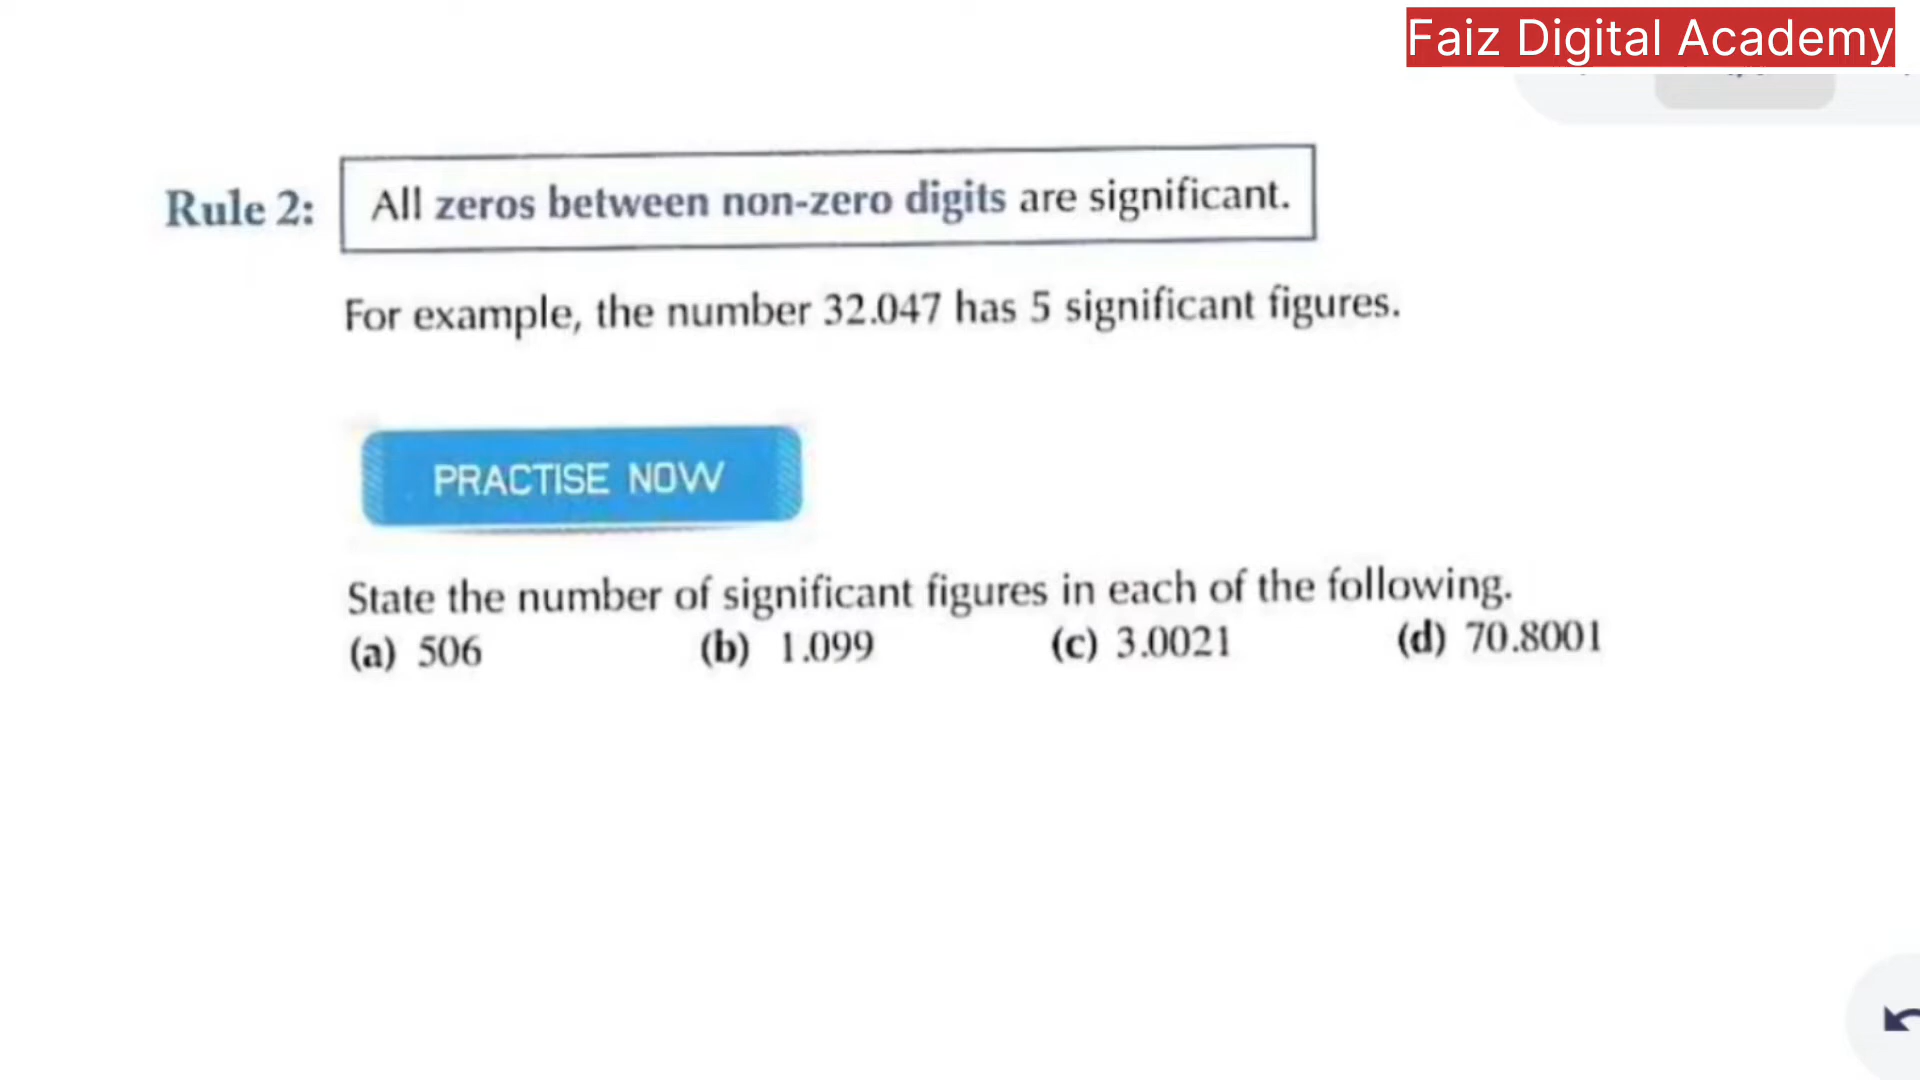 Faiz Digital Academy
Rule 2: All zeros between non-zero digits are significant.
For example, the number 32.047 has 5 significant figures.
PRACTISE NOW
State the number of significant figures in each of the following.
(a) 506 (b) 1.099 (c) 3.0021 (d) 70.8001